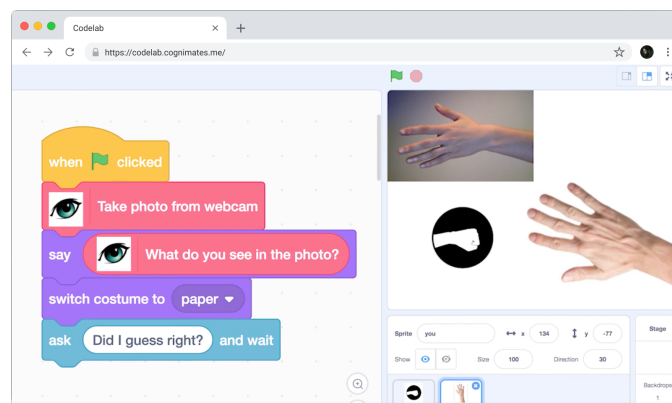 Codelab
https://codelab.cognimates.me/
when clicked
Take photo from webcam
say What do you see in the photo?
switch costume to paper
ask Did I guess right? and wait
Sprite you x 134 y -77
Show Size 100 Direction 30
Stage
Backdrops
1